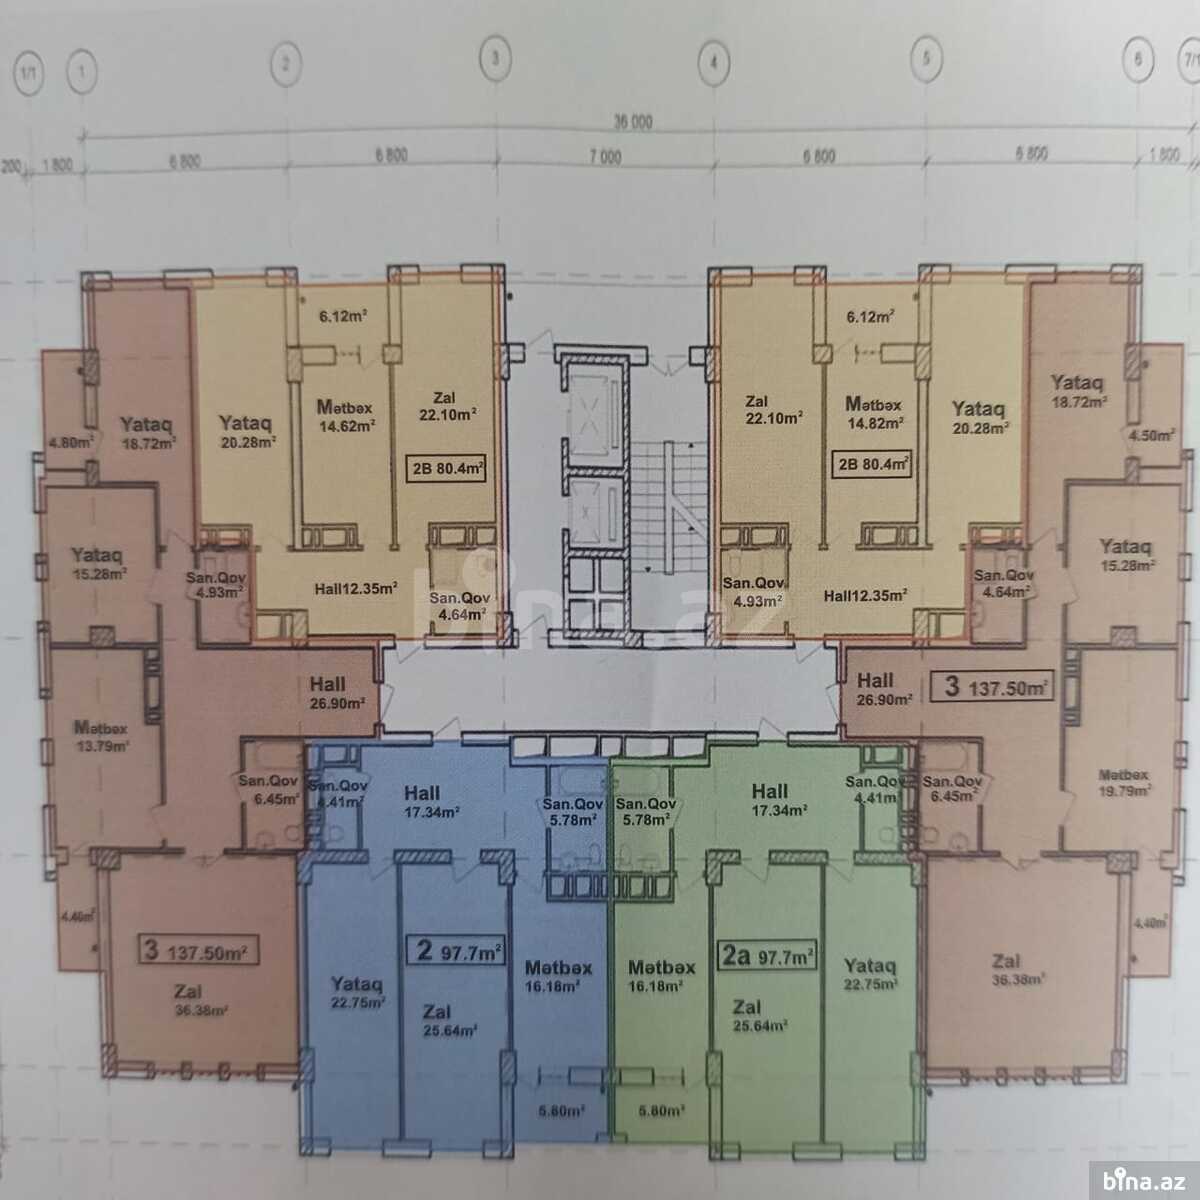 1/1 1 2 3 4 5 6 7/1
36 000
200 1 800 6 800 6 800 7 000 6 800 6 800 1 800
6.12m²
6.12m²
Yataq
18.72m²
4.80m²
Yataq
20.28m²
Mətbəx
14.62m²
Zal
22.10m²
2B 80.4m²
Zal
22.10m²
Mətbəx
14.82m²
2B 80.4m²
Yataq
20.28m²
Yataq
18.72m²
4.50m²
Yataq
15.28m²
San.Qov
4.93m²
Hall12.35m²
San.Qov
4.64m²
San.Qov
4.93m²
Hall12.35m²
San.Qov
4.64m²
Yataq
15.28m²
bina.az
Hall
26.90m²
Hall
26.90m²
3 137.50m²
Mətbəx
13.79m²
San.Qov
6.45m²
San.Qov
4.41m²
Hall
17.34m²
San.Qov
5.78m²
San.Qov
5.78m²
Hall
17.34m²
San.Qov
4.41m²
San.Qov
6.45m²
Mətbəx
19.79m²
4.40m²
3 137.50m²
Zal
36.38m²
Yataq
22.75m²
2 97.7m²
Zal
25.64m²
Mətbəx
16.18m²
Mətbəx
16.18m²
2a 97.7m²
Zal
25.64m²
Yataq
22.75m²
Zal
36.38m²
4.40m²
5.80m²
5.80m²
bina.az